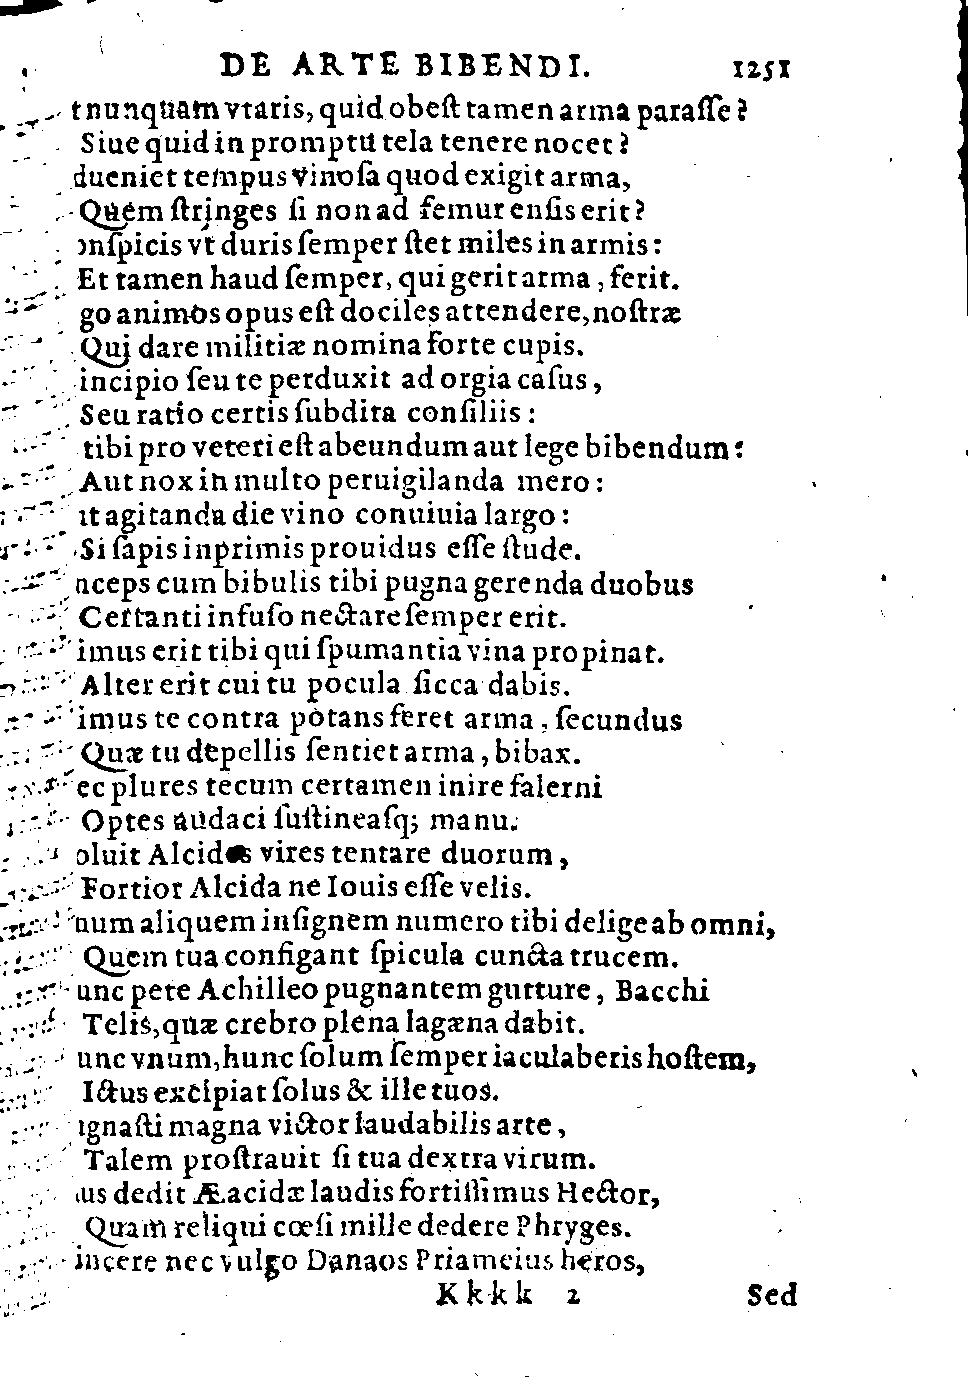 DE ARTE BIBENDI. 1251
t nunquam vtaris, quid obest tamen arma parasse?
Siue quid in promptu tela tenere nocet?
dueniet tempus vinosa quod exigit arma,
Quem stringes si non ad femur ensis erit?
onspicis vt duris semper stet miles in armis:
Et tamen haud semper, qui gerit arma, ferit.
go animos opus est dociles attendere, nostræ
Qui dare militiæ nomina forte cupis.
incipio seu te perduxit ad orgia casus,
Seu ratio certis subdita consiliis:
tibi pro veteri est abeundum aut lege bibendum:
Aut nox in multo peruigilanda mero:
ut agitanda die vino conuiuia largo:
Si sapis inprimis prouidus esse stude.
nceps cum bibulis tibi pugna gerenda duobus
Certanti infuso nectare semper erit.
imus erit tibi qui spumantia vina propinat.
Alter erit cui tu pocula sicca dabis.
imus te contra potans feret arma, secundus
Quæ tu depellis sentiet arma, bibax.
ec plures tecum certamen inire falerni
Optes audaci sustineasq; manu.
oluit Alcides vires tentare duorum,
Fortior Alcida ne Iouis esse velis.
num aliquem insignem numero tibi delige ab omni,
Quem tua configant spicula cuncta trucem.
unc pete Achilleo pugnantem gutture, Bacchi
Telis, quæ crebro plena lagæna dabit.
unc vnum, hunc solum semper iaculaberis hostem,
Ictus excipiat solus & ille tuos.
ignasti magna victor laudabilis arte,
Talem prostrauit si tua dextra virum.
us dedit Æacidæ laudis fortissimus Hector,
Quam reliqui cœsi mille dedere Phryges.
incere nec vulgo Danaos Priameius heros,
Kkkk 2 Sed